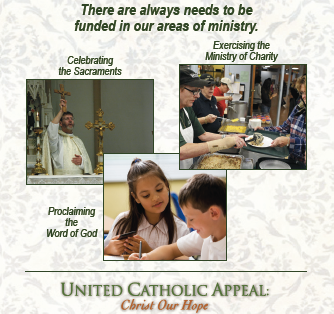 There are always needs to be
funded in our areas of ministry.
Celebrating
the Sacraments
Exercising the
Ministry of Charity
Proclaiming
the
Word of God
UNITED CATHOLIC APPEAL:
Christ Our Hope